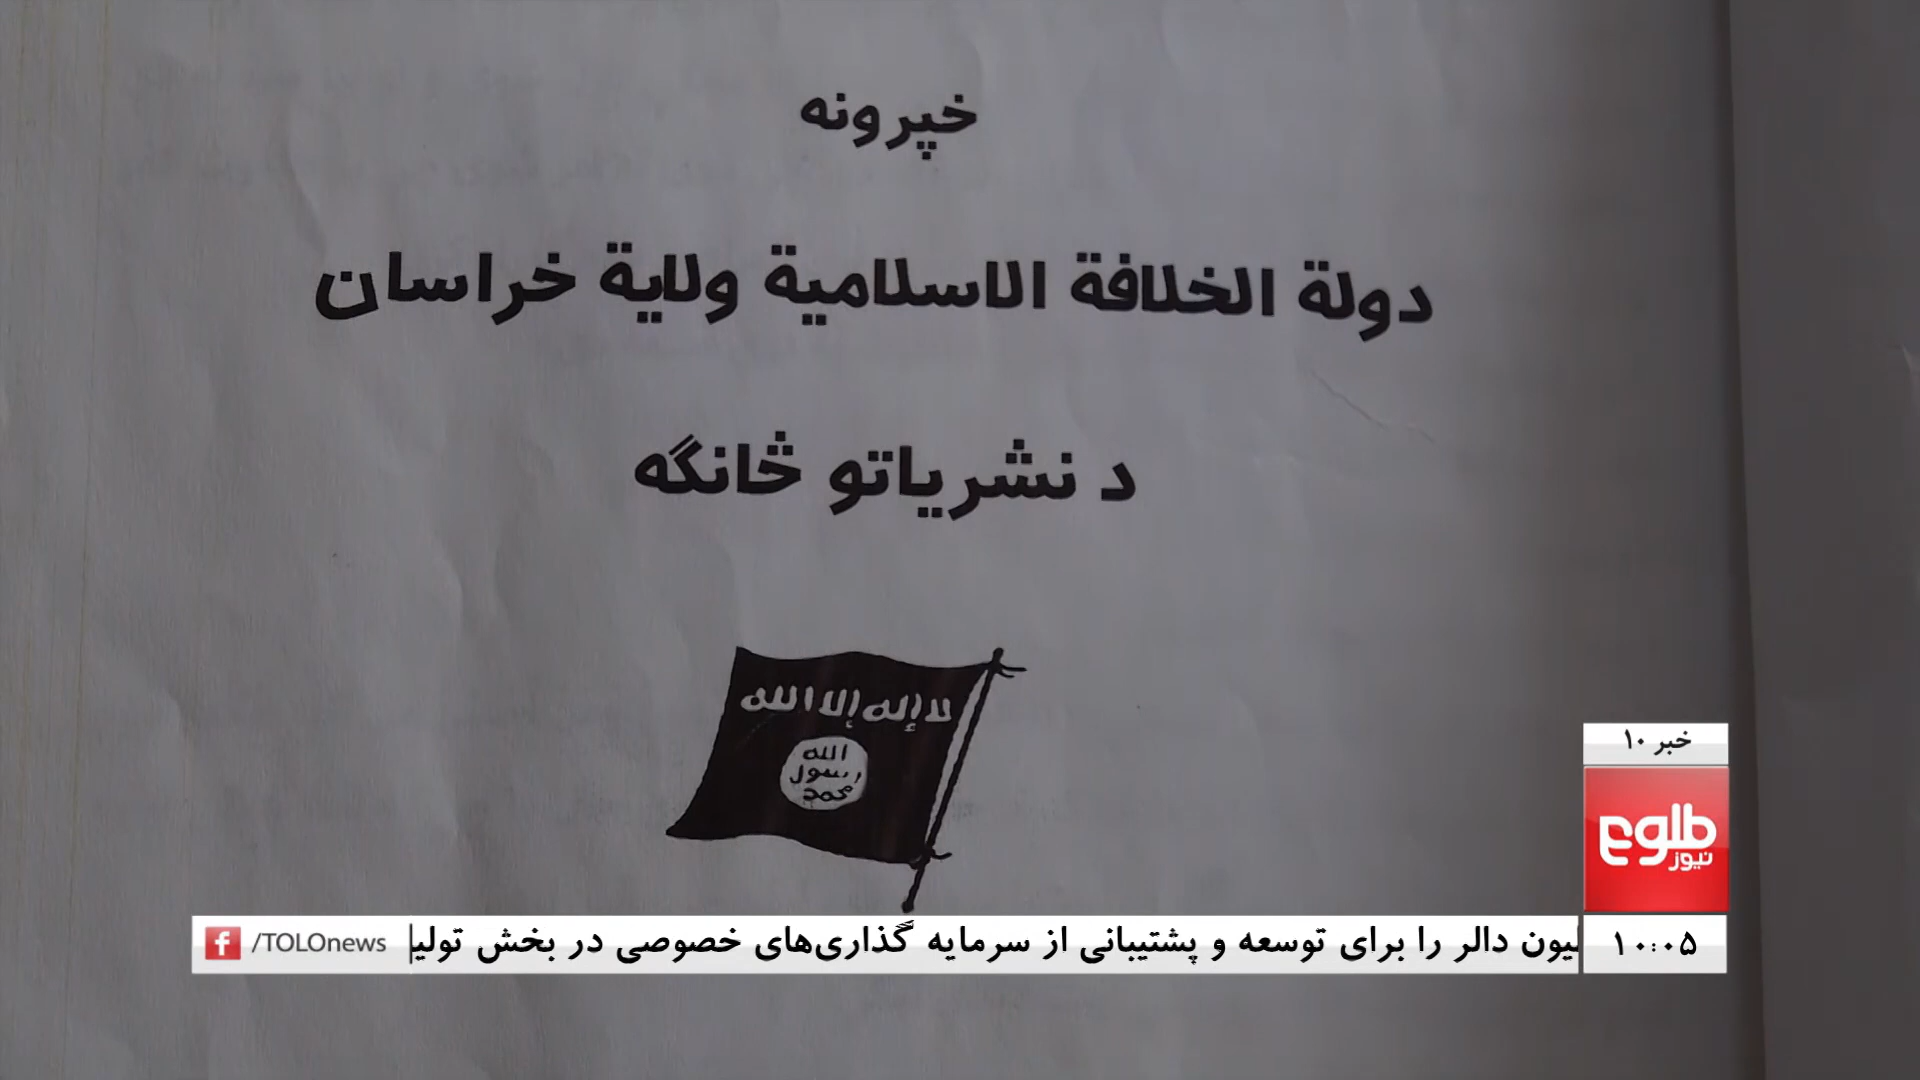 خپرونه
دولة الخلافة الاسلامية ولاية خراسان
د نشریاتو څانګه
لا إله إلا الله
الله
رسول
محمد
خبر ۱۰
طلوع
نیوز
۱۰:۰۵
یون دالر را برای توسعه و پشتیبانی از سرمایه گذاری‌های خصوصی در بخش تولی
/TOLOnews